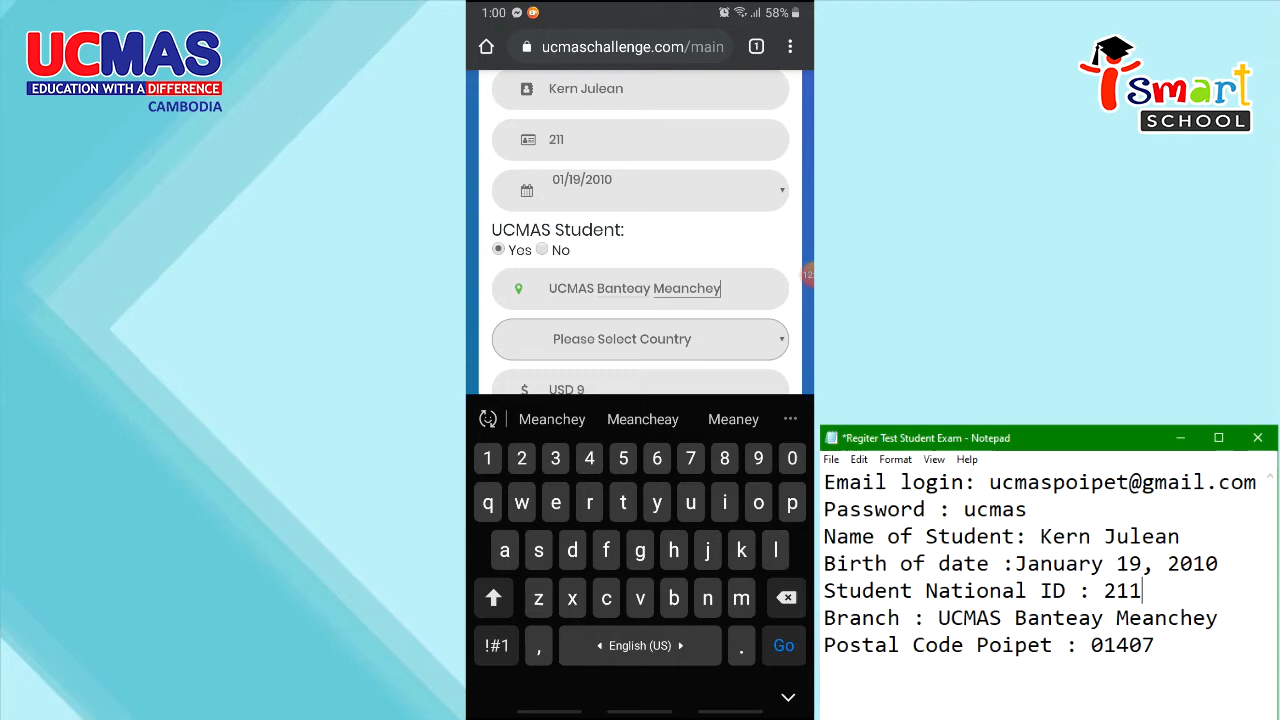 UCMAS
EDUCATION WITH A DIFFERENCE
CAMBODIA
1:00
58%
ucmaschallenge.com/main
1
Kern Julean
211
01/19/2010
UCMAS Student:
Yes No
UCMAS Banteay Meanchey
Please Select Country
$ USD 9
Meanchey Meancheay Meaney
1 2 3 4 5 6 7 8 9 0
q w e r t y u i o p
a s d f g h j k l
z x c v b n m
!#1 , English (US) . Go
i Smart
SCHOOL
*Regiter Test Student Exam - Notepad
File Edit Format View Help
Email login: ucmaspoipet@gmail.com
Password : ucmas
Name of Student: Kern Julean
Birth of date :January 19, 2010
Student National ID : 211
Branch : UCMAS Banteay Meanchey
Postal Code Poipet : 01407